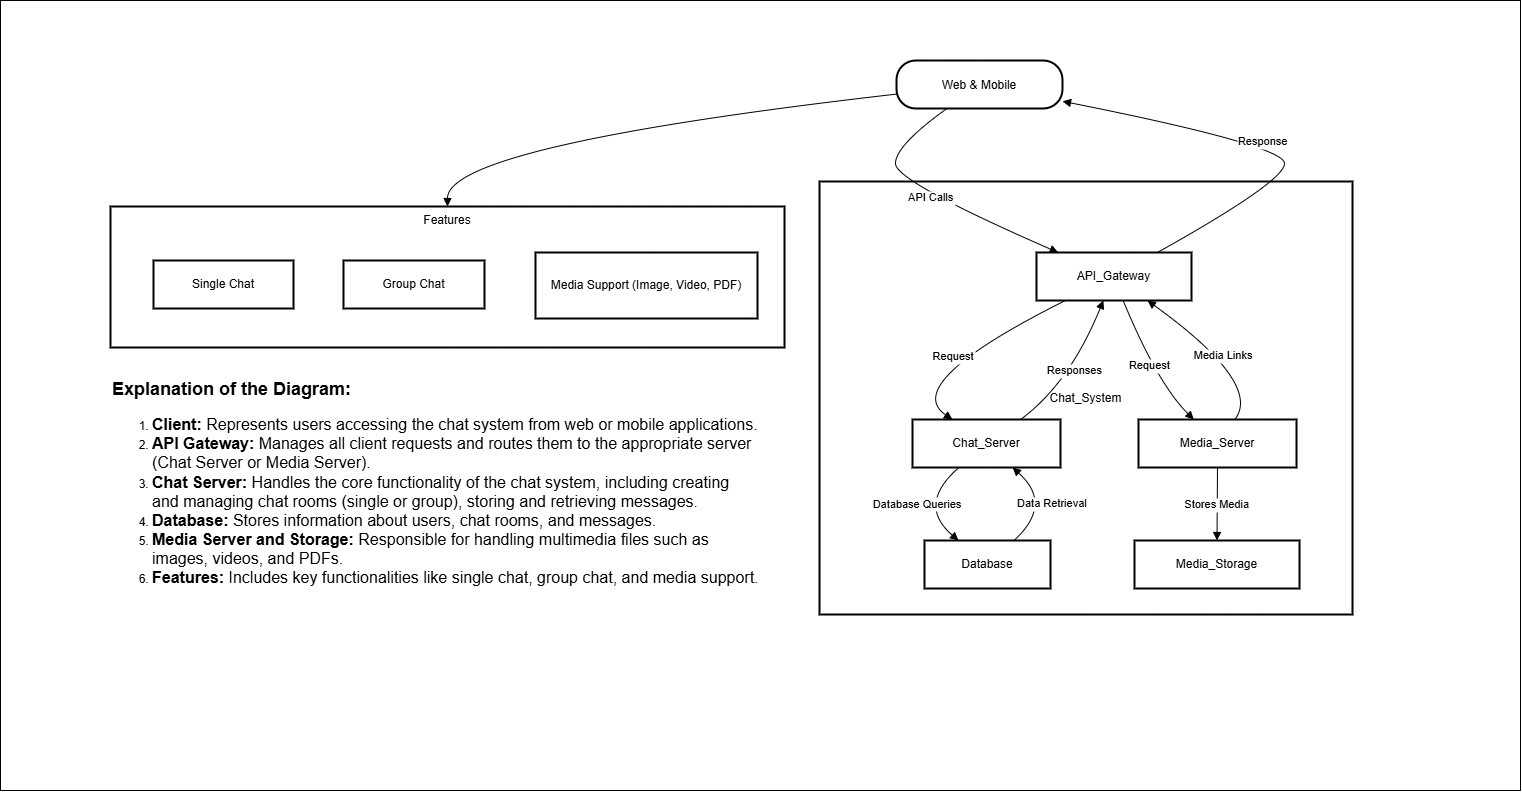 Web & Mobile
Response
API Calls
Features
Single Chat
Group Chat
Media Support (Image, Video, PDF)
API_Gateway
Request
Responses
Request
Media Links
Chat_System
Chat_Server
Media_Server
Database Queries
Data Retrieval
Stores Media
Database
Media_Storage
Explanation of the Diagram:
1. Client: Represents users accessing the chat system from web or mobile applications.
2. API Gateway: Manages all client requests and routes them to the appropriate server
(Chat Server or Media Server).
3. Chat Server: Handles the core functionality of the chat system, including creating
and managing chat rooms (single or group), storing and retrieving messages.
4. Database: Stores information about users, chat rooms, and messages.
5. Media Server and Storage: Responsible for handling multimedia files such as
images, videos, and PDFs.
6. Features: Includes key functionalities like single chat, group chat, and media support.